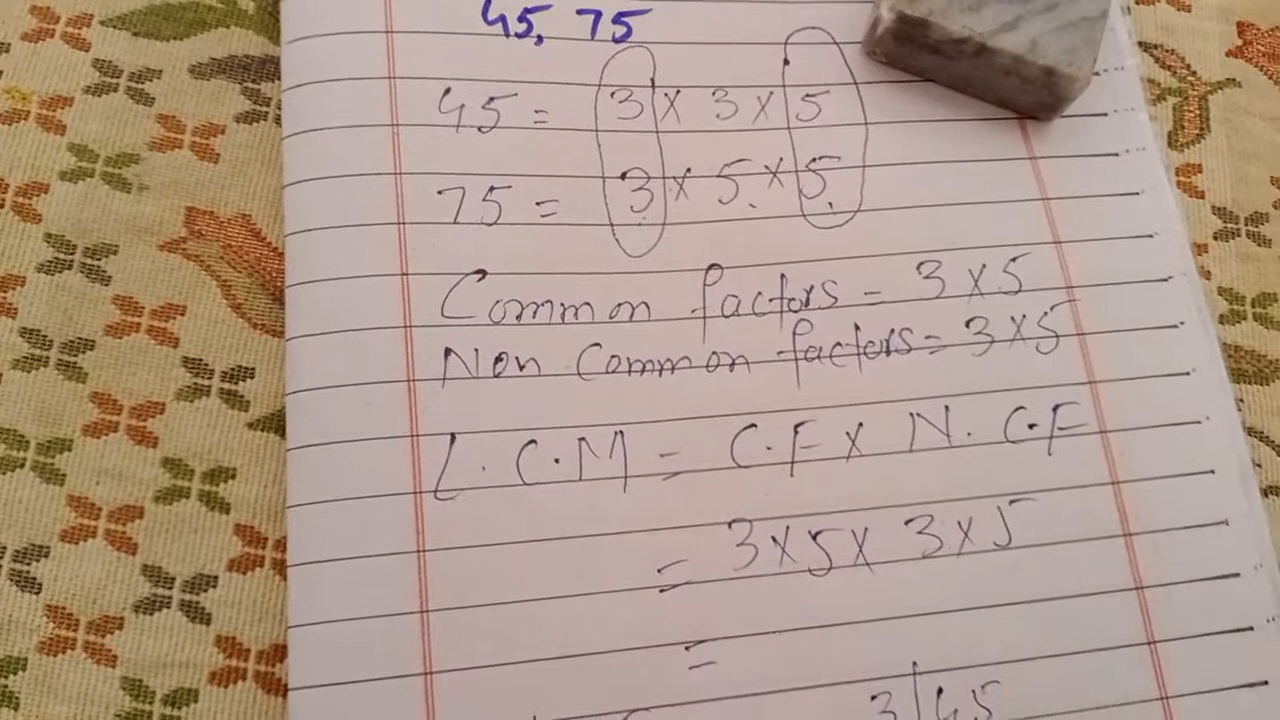 45, 75
45 = 3 × 3 × 5
75 = 3 × 5 × 5
Common factors = 3 × 5
Non Common factors = 3 × 5
L.C.M = C.F × N.C.F
= 3 × 5 × 3 × 5
=
3 45